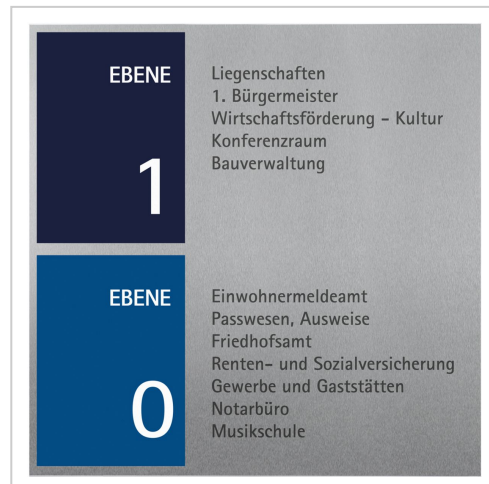 EBENE
1
Liegenschaften
1. Bürgermeister
Wirtschaftsförderung - Kultur
Konferenzraum
Bauverwaltung
EBENE
0
Einwohnermeldeamt
Passwesen, Ausweise
Friedhofsamt
Renten- und Sozialversicherung
Gewerbe und Gaststätten
Notarbüro
Musikschule